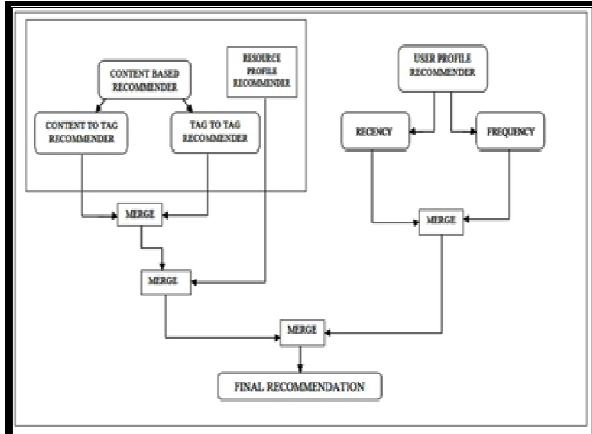 RESOURCE
PROFILE
RECOMMENDER
USER PROFILE
RECOMMENDER
CONTENT BASED
RECOMMENDER
CONTENT TO TAG
RECOMMENDER
TAG TO TAG
RECOMMENDER
RECENCY
FREQUENCY
MERGE
MERGE
MERGE
MERGE
FINAL RECOMMENDATION